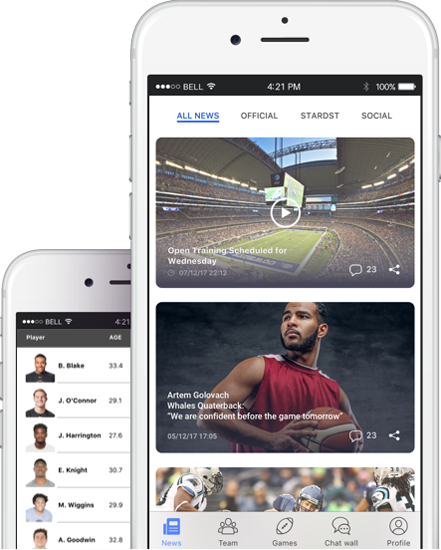 BELL 4:21 PM 100%
ALL NEWS OFFICIAL STARDST SOCIAL
Open Training Scheduled for
Wednesday
07/12/17 22:12 23
Artem Golovach
Whales Quaterback:
“We are confident before the game tomorrow”
05/12/17 17:05 23
News Team Games Chat wall Profile
BELL 4:21
Player AGE
B. Blake 33.4
J. O'Connor 29.1
J. Harrington 27.6
E. Knight 30.7
M. Wiggins 29.9
A. Goodwin 32.8